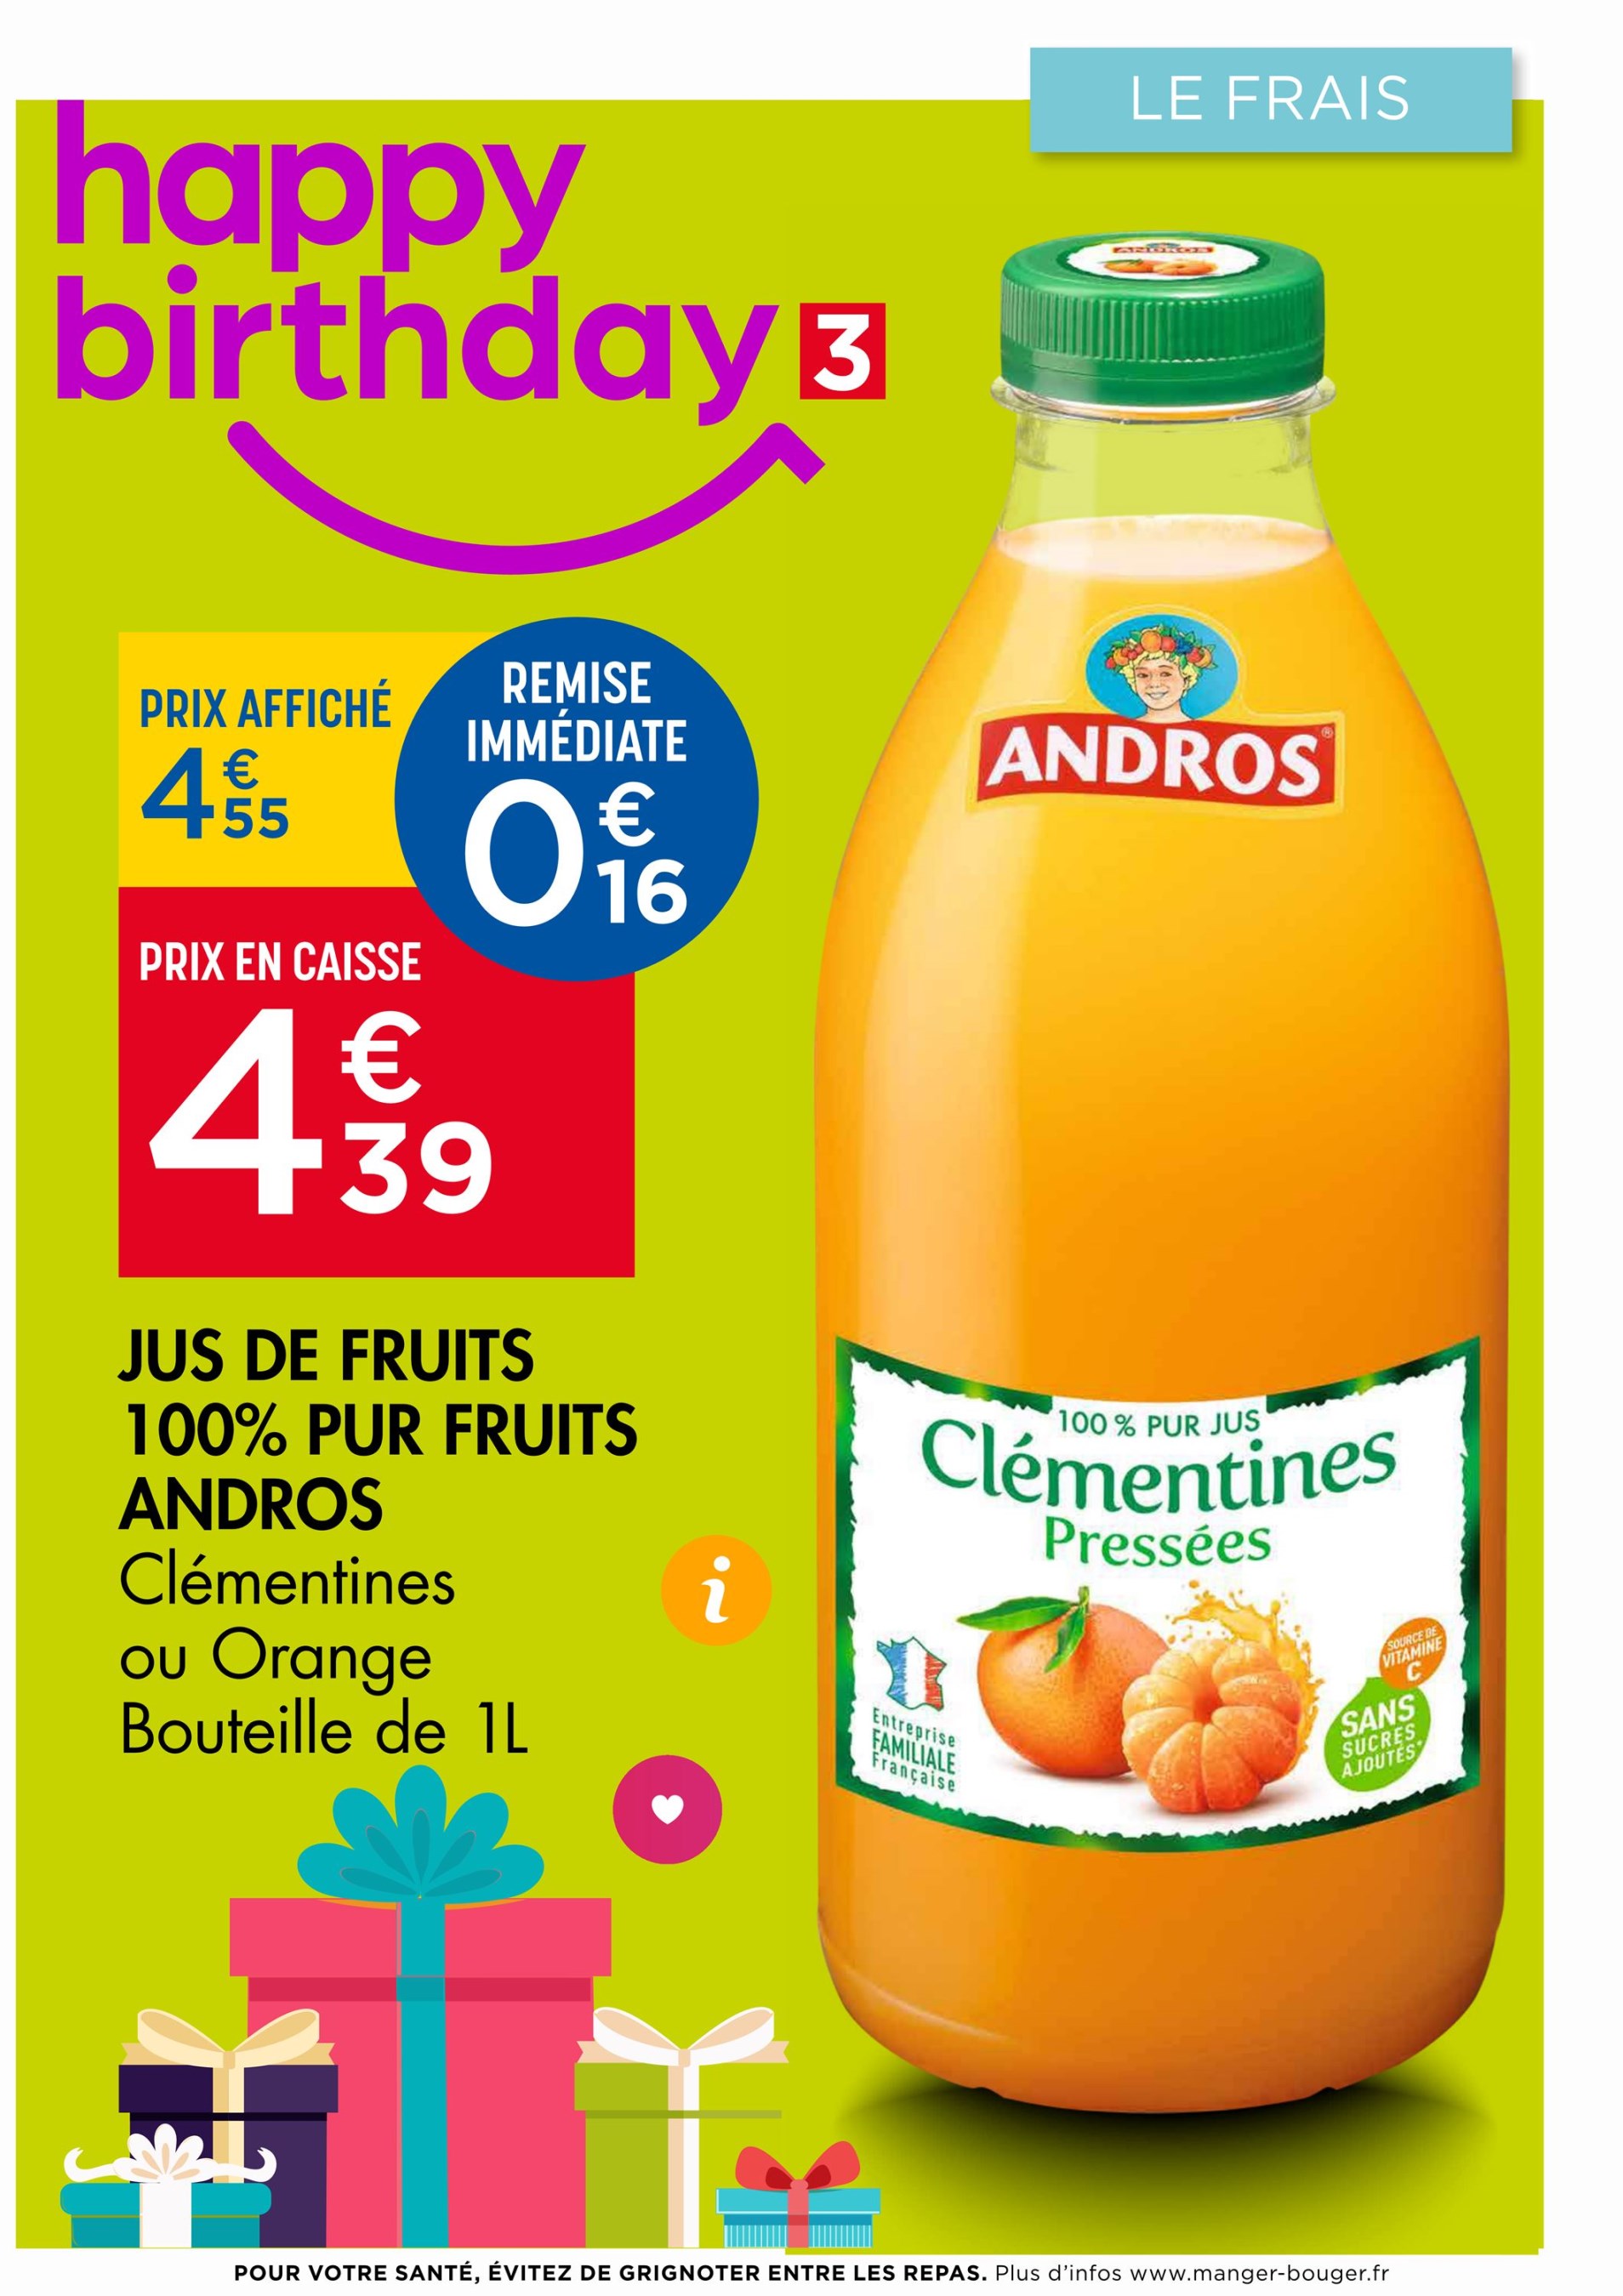 LE FRAIS
happy
birthday 3
PRIX AFFICHÉ
4€55
REMISE
IMMÉDIATE
0€16
PRIX EN CAISSE
4€39
JUS DE FRUITS
100% PUR FRUITS
ANDROS
Clémentines
ou Orange
Bouteille de 1L
i
ANDROS
ANDROS®
100 % PUR JUS
Clémentines
Pressées
Entreprise
FAMILIALE
Française
SOURCE DE
VITAMINE
C
SANS
SUCRES
AJOUTÉS*
POUR VOTRE SANTÉ, ÉVITEZ DE GRIGNOTER ENTRE LES REPAS. Plus d'infos www.manger-bouger.fr